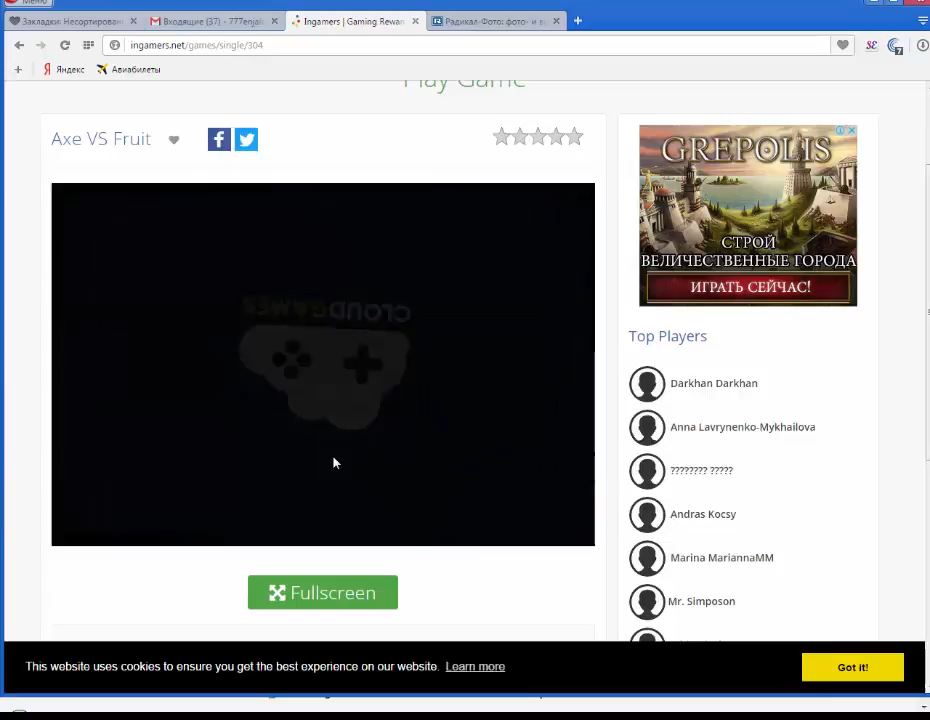 Меню
Закладки: Несортирован
Входящие (37) - 777enjal
Ingamers | Gaming Rewar
Радикал-Фото: фото- и в
ingamers.net/games/single/304
SE
7
Яндекс
Авиабилеты
Play Game
Axe VS Fruit
CLOUDGAMES
GREPOLIS
СТРОЙ
ВЕЛИЧЕСТВЕННЫЕ ГОРОДА
ИГРАТЬ СЕЙЧАС!
Top Players
Darkhan Darkhan
Anna Lavrynenko-Mykhailova
???????? ?????
Andras Kocsy
Marina MariannaMM
Mr. Simposon
Fullscreen
This website uses cookies to ensure you get the best experience on our website. Learn more
Got it!